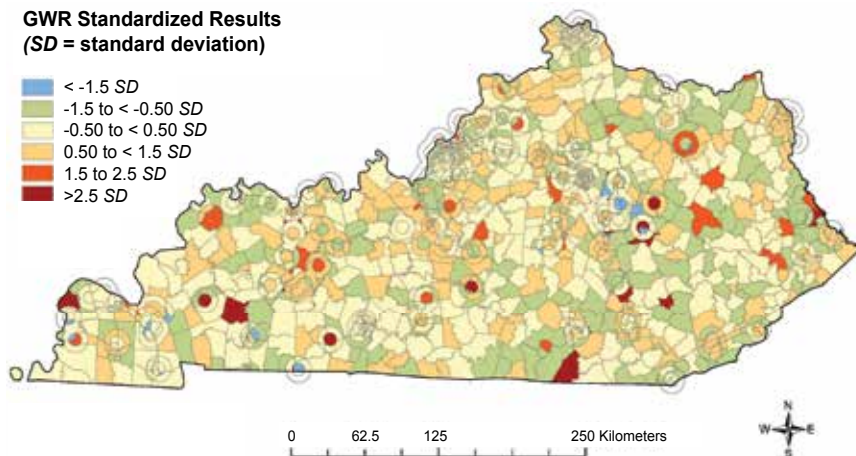 GWR Standardized Results
(SD = standard deviation)
< -1.5 SD
-1.5 to < -0.50 SD
-0.50 to < 0.50 SD
0.50 to < 1.5 SD
1.5 to 2.5 SD
>2.5 SD
N
W E
S
0 62.5 125 250 Kilometers